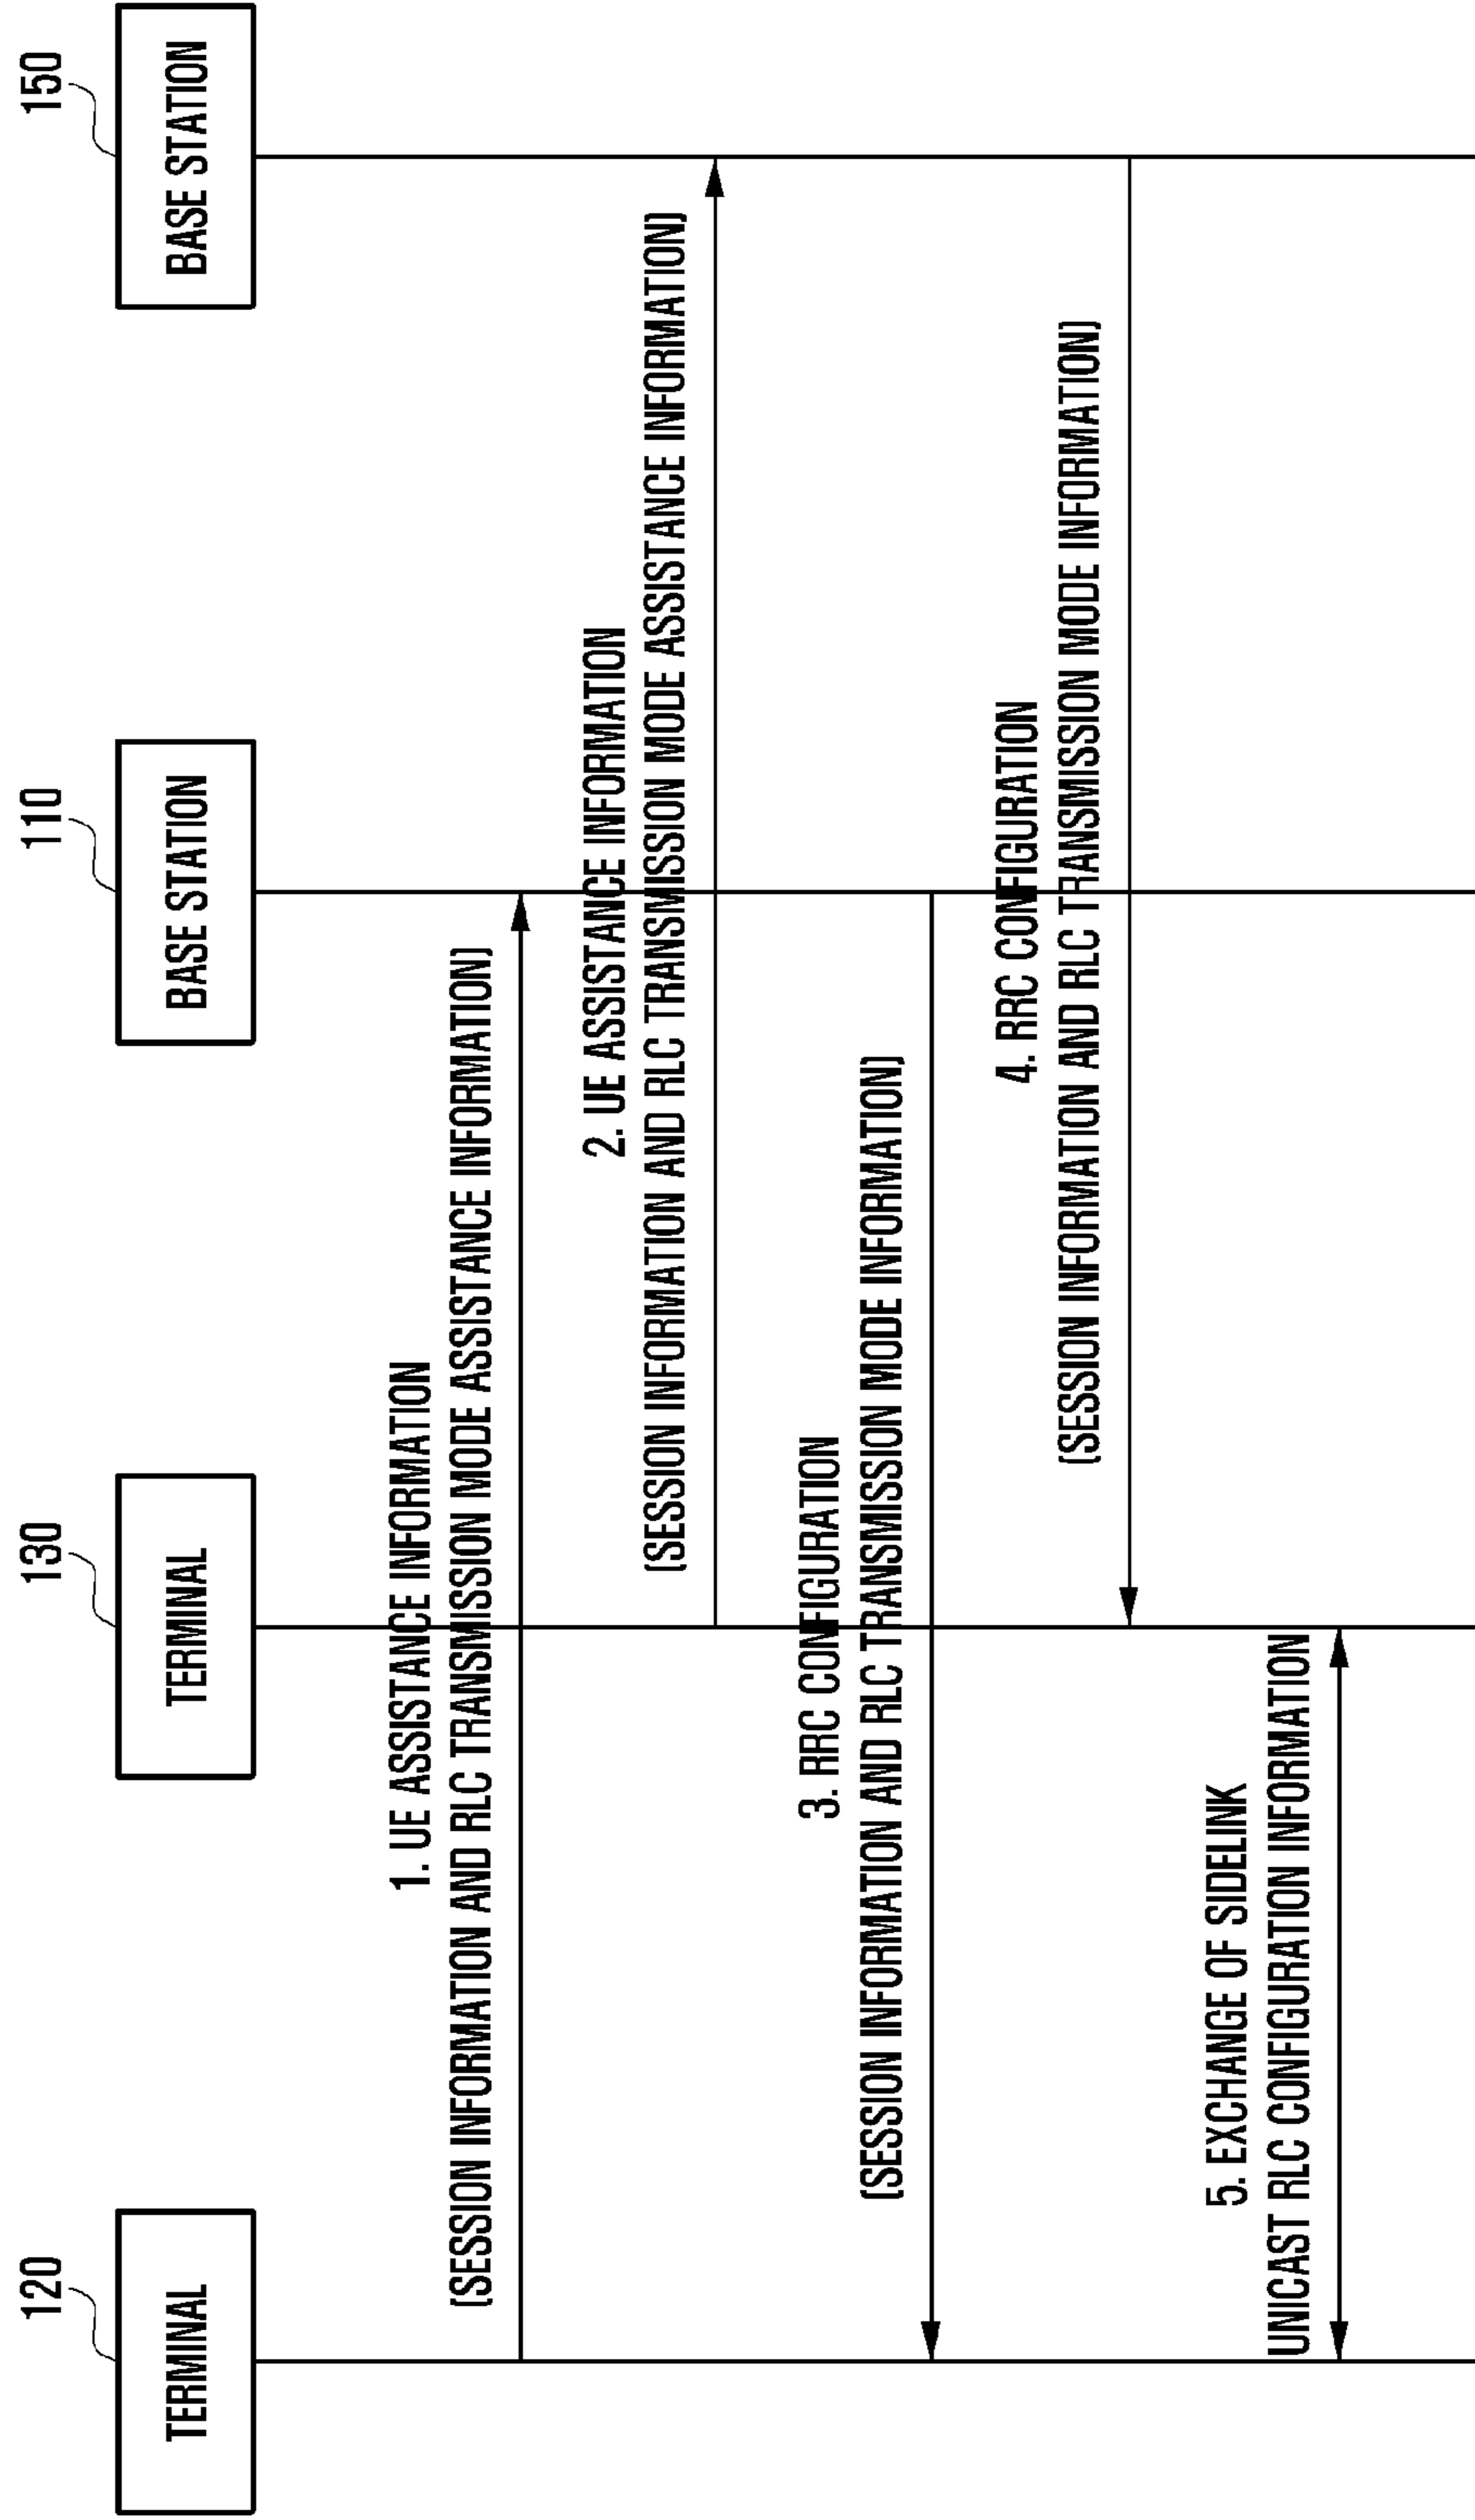 120
130
110
150
TERMINAL
TERMINAL
BASE STATION
BASE STATION
1. UE ASSISTANCE INFORMATION
(SESSION INFORMATION AND RLC TRANSMISSION MODE ASSISTANCE INFORMATION)
2. UE ASSISTANCE INFORMATION
(SESSION INFORMATION AND RLC TRANSMISSION MODE ASSISTANCE INFORMATION)
3. RRC CONFIGURATION
(SESSION INFORMATION AND RLC TRANSMISSION MODE INFORMATION)
4. RRC CONFIGURATION
(SESSION INFORMATION AND RLC TRANSMISSION MODE INFORMATION)
5. EXCHANGE OF SIDELINK
UNICAST RLC CONFIGURATION INFORMATION